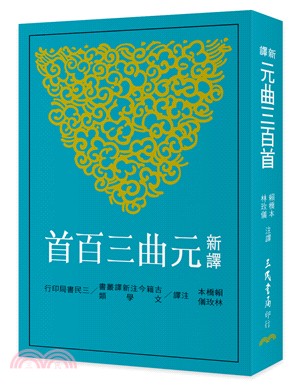 新譯
元曲三百首
賴橋本
林玫儀
注譯
古籍今注新譯叢書
文學類
三民書局印行
新譯
元曲三百首
賴橋本
林玫儀
注譯
三民書局印行